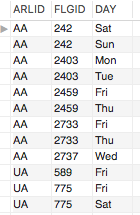 ARLID FLGID DAY
AA 242 Sat
AA 242 Sun
AA 2403 Mon
AA 2403 Tue
AA 2459 Fri
AA 2459 Thu
AA 2733 Fri
AA 2733 Thu
AA 2737 Wed
UA 589 Fri
UA 775 Fri
UA 775 Sat